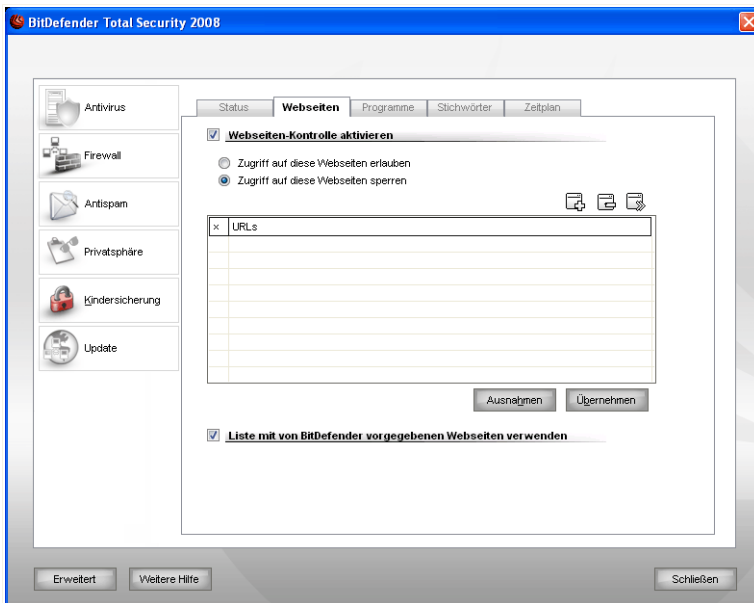 BitDefender Total Security 2008
Antivirus
Firewall
Antispam
Privatsphäre
Kindersicherung
Update
Status Webseiten Programme Stichwörter Zeitplan
Webseiten-Kontrolle aktivieren
Zugriff auf diese Webseiten erlauben
Zugriff auf diese Webseiten sperren
× URLs
Ausnahmen Übernehmen
Liste mit von BitDefender vorgegebenen Webseiten verwenden
Erweitert Weitere Hilfe Schließen